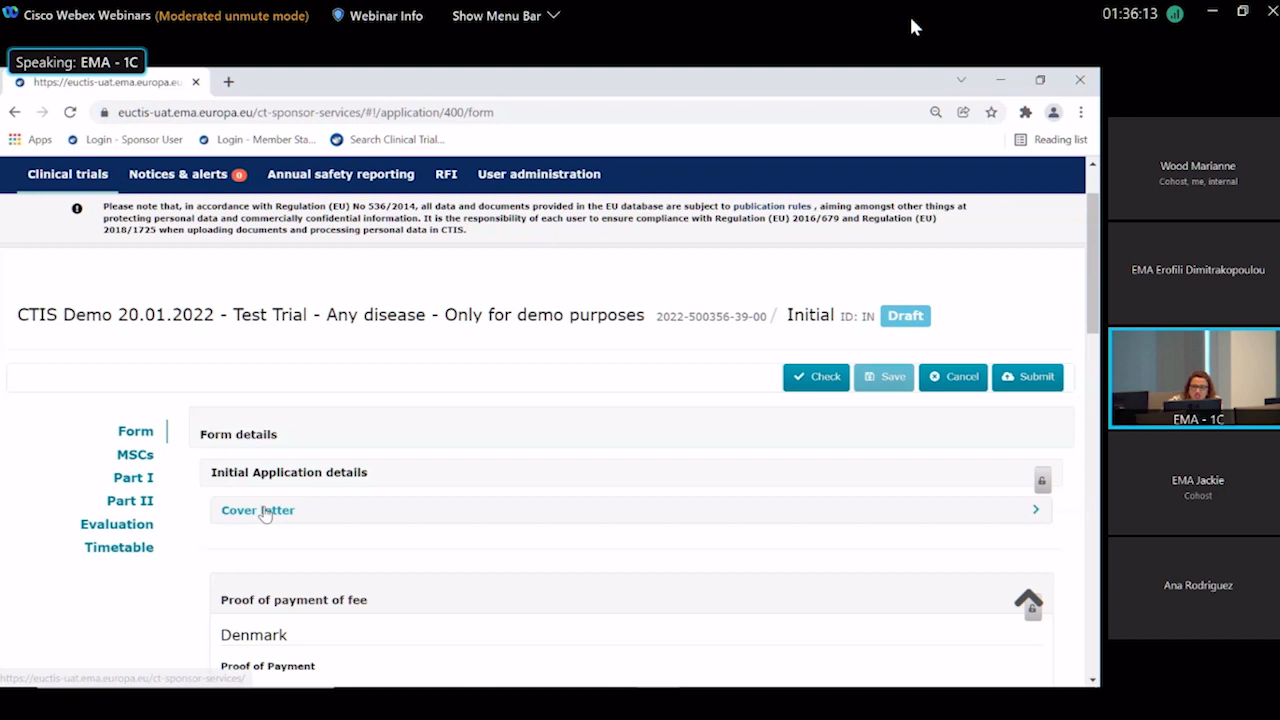 Cisco Webex Webinars (Moderated unmute mode) Webinar Info Show Menu Bar 01:36:13
Speaking: EMA - 1C
https://euctis-uat.ema.europa.eu
euctis-uat.ema.europa.eu/ct-sponsor-services/#!/application/400/form
Apps Login - Sponsor User Login - Member Sta... Search Clinical Trial... Reading list
Clinical trials Notices & alerts 0 Annual safety reporting RFI User administration
Please note that, in accordance with Regulation (EU) No 536/2014, all data and documents provided in the EU database are subject to publication rules , aiming amongst other things at
protecting personal data and commercially confidential information. It is the responsibility of each user to ensure compliance with Regulation (EU) 2016/679 and Regulation (EU)
2018/1725 when uploading documents and processing personal data in CTIS.
CTIS Demo 20.01.2022 - Test Trial - Any disease - Only for demo purposes 2022-500356-39-00 / Initial ID: IN Draft
Check Save Cancel Submit
Form
MSCs
Part I
Part II
Evaluation
Timetable
Form details
Initial Application details
Cover letter
Proof of payment of fee
Denmark
Proof of Payment
https://euctis-uat.ema.europa.eu/ct-sponsor-services/
Wood Marianne
Cohost, me, internal
EMA Erofili Dimitrakopoulou
EMA - 1C
EMA Jackie
Cohost
Ana Rodriguez